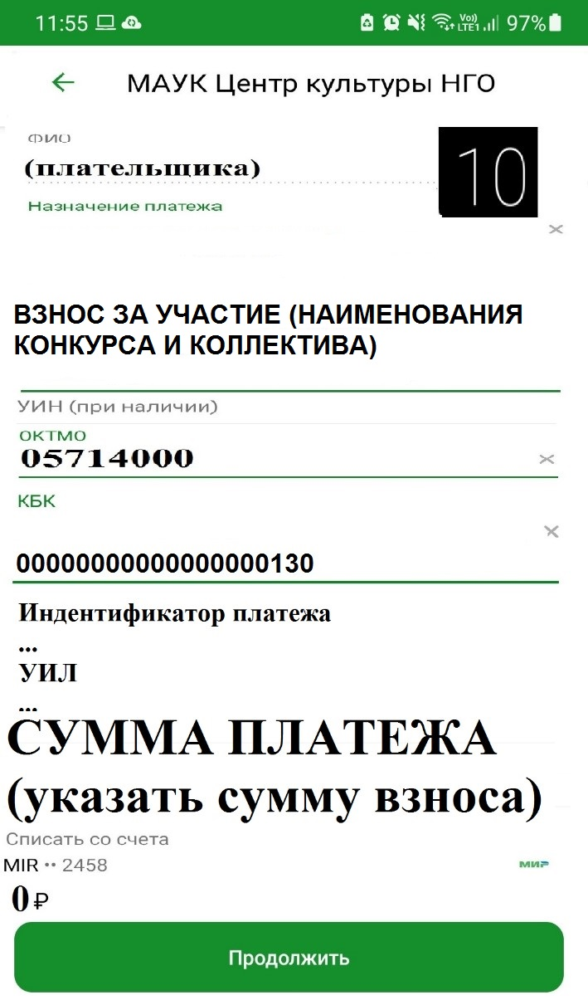 11:55 Vo)) LTE1 97%
МАУК Центр культуры НГО
ФИО
(плательщика)
10
Назначение платежа
ВЗНОС ЗА УЧАСТИЕ (НАИМЕНОВАНИЯ
КОНКУРСА И КОЛЛЕКТИВА)
УИН (при наличии)
ОКТМО
05714000
КБК
00000000000000000130
Индентификатор платежа
...
УИЛ
...
СУММА ПЛАТЕЖА
(указать сумму взноса)
Списать со счета
MIR •• 2458
МИР
0 ₽
Продолжить